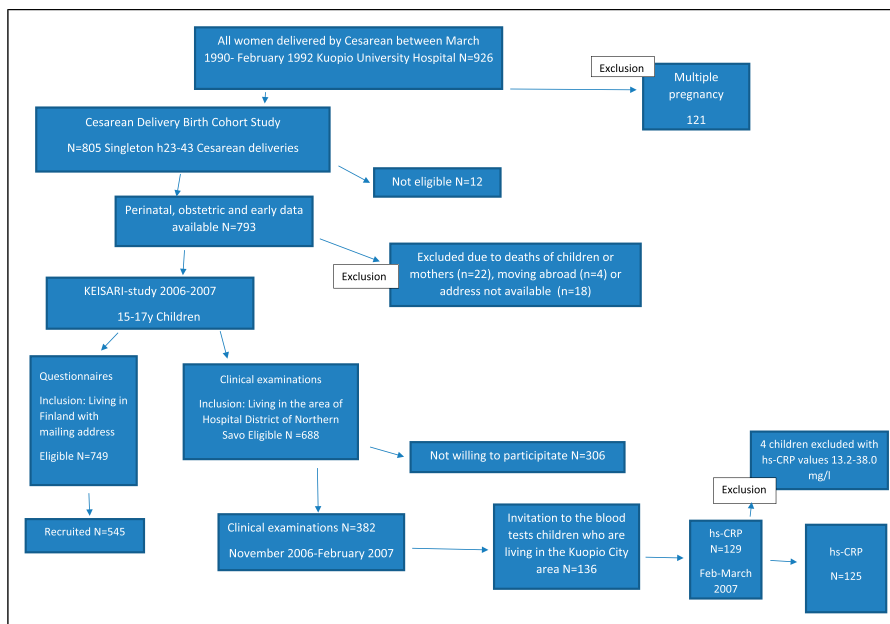 All women delivered by Cesarean between March
1990- February 1992 Kuopio University Hospital N=926
Exclusion
Multiple
pregnancy
121
Cesarean Delivery Birth Cohort Study
N=805 Singleton h23-43 Cesarean deliveries
Not eligible N=12
Perinatal, obstetric and early data
available N=793
Exclusion
Excluded due to deaths of children or
mothers (n=22), moving abroad (n=4) or
address not available (n=18)
KEISARI-study 2006-2007
15-17y Children
Questionnaires
Inclusion: Living in
Finland with
mailing address
Eligible N=749
Clinical examinations
Inclusion: Living in the area of
Hospital District of Northern
Savo Eligible N =688
Not willing to participitate N=306
4 children excluded with
hs-CRP values 13.2-38.0
mg/l
Exclusion
Recruited N=545
Clinical examinations N=382
November 2006-February 2007
Invitation to the blood
tests children who are
living in the Kuopio City
area N=136
hs-CRP
N=129
Feb-March
2007
hs-CRP
N=125